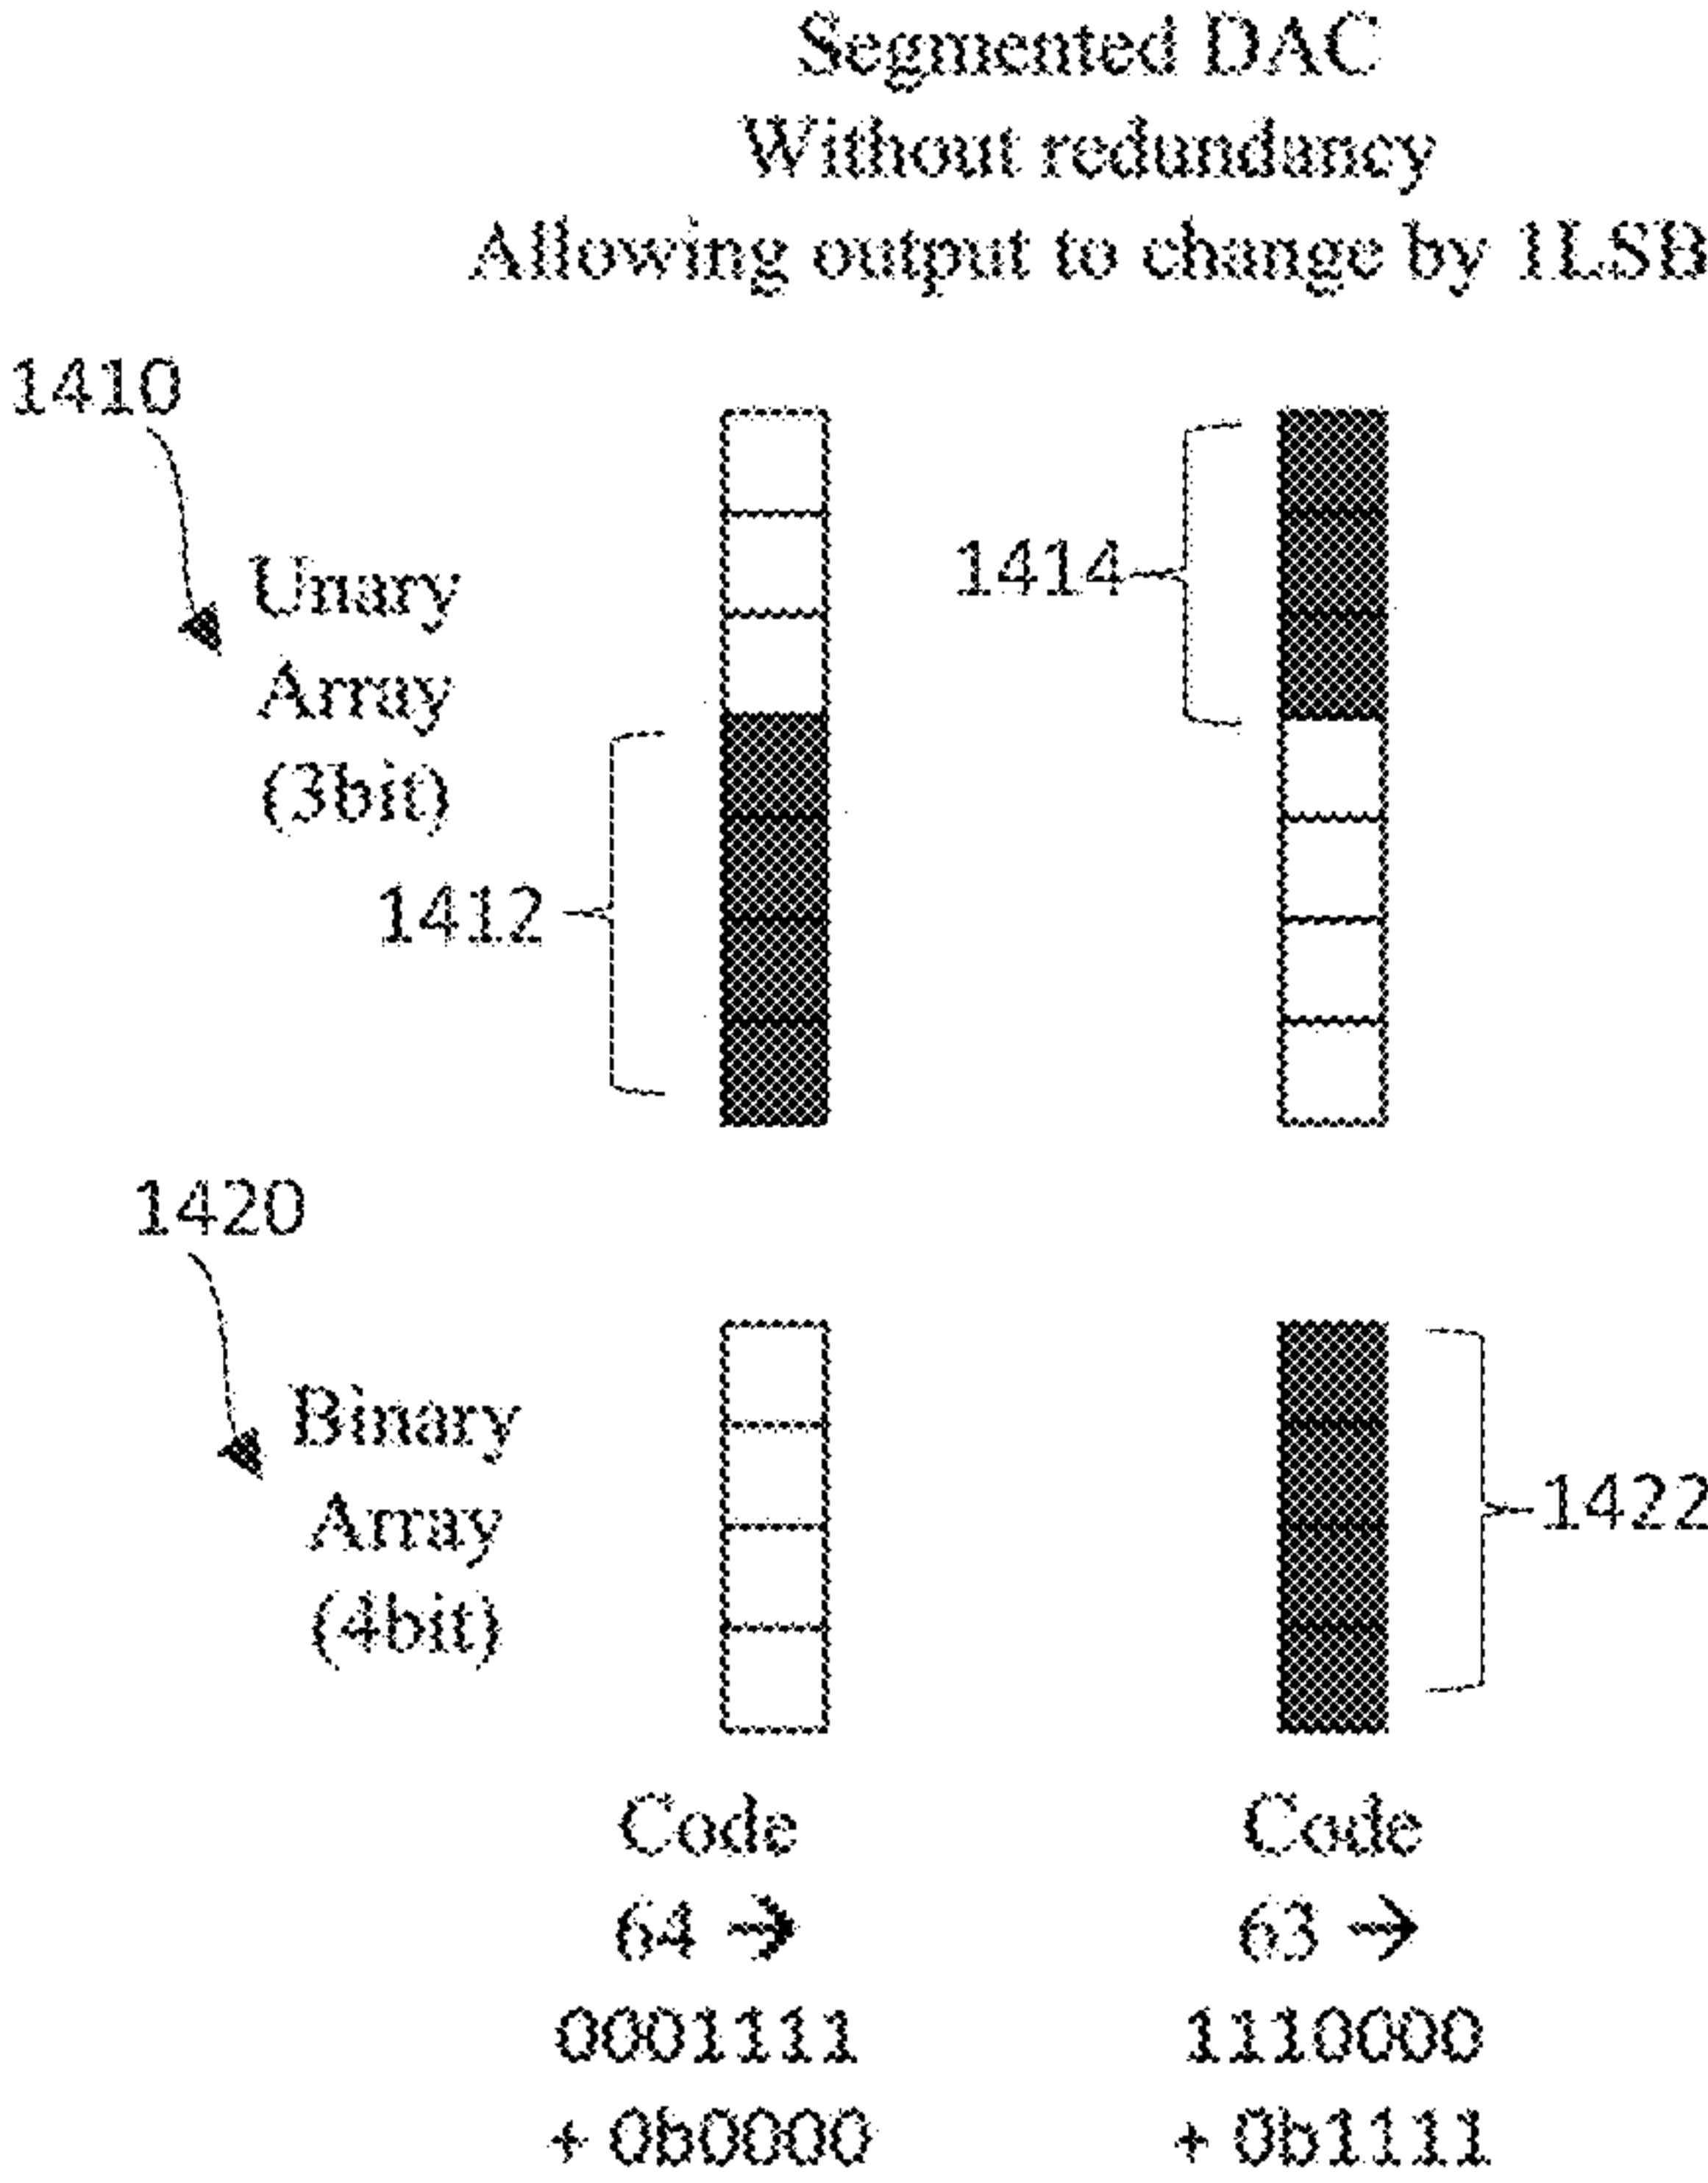 Segmented DAC
Without redundancy
Allowing output to change by 1LSB
1410
Unary
Array
(3bit)
1412
1414
1420
Binary
Array
(4bit)
1422
Code
64 →
0001111
+ 0b0000
Code
63 →
1110000
+ 0b1111